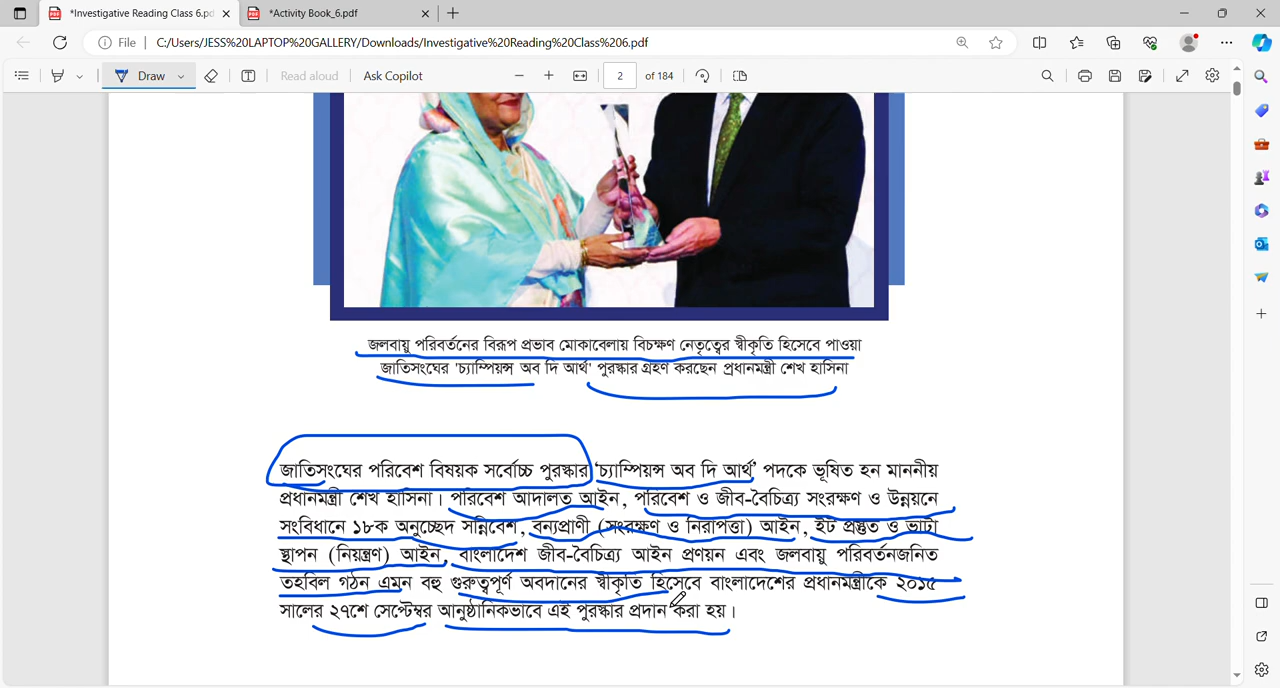 *Investigative Reading Class 6.pd
*Activity Book_6.pdf
File
C:/Users/JESS%20LAPTOP%20GALLERY/Downloads/Investigative%20Reading%20Class%206.pdf
Draw
Read aloud
Ask Copilot
2
of 184
জলবায়ু পরিবর্তনের বিরূপ প্রভাব মোকাবেলায় বিচক্ষণ নেতৃত্বের স্বীকৃতি হিসেবে পাওয়া
জাতিসংঘের 'চ্যাম্পিয়ন্স অব দি আর্থ' পুরস্কার গ্রহণ করছেন প্রধানমন্ত্রী শেখ হাসিনা
জাতিসংঘের পরিবেশ বিষয়ক সর্বোচ্চ পুরস্কার 'চ্যাম্পিয়ন্স অব দি আর্থ' পদকে ভূষিত হন মাননীয়
প্রধানমন্ত্রী শেখ হাসিনা। পরিবেশ আদালত আইন, পরিবেশ ও জীব-বৈচিত্র্য সংরক্ষণ ও উন্নয়নে
সংবিধানে ১৮ক অনুচ্ছেদ সন্নিবেশ, বন্যপ্রাণী (সংরক্ষণ ও নিরাপত্তা) আইন, ইট প্রস্তুত ও ভাটা
স্থাপন (নিয়ন্ত্রণ) আইন, বাংলাদেশ জীব-বৈচিত্র্য আইন প্রণয়ন এবং জলবায়ু পরিবর্তনজনিত
তহবিল গঠন এমন বহু গুরুত্বপূর্ণ অবদানের স্বীকৃতি হিসেবে বাংলাদেশের প্রধানমন্ত্রীকে ২০১৫
সালের ২৭শে সেপ্টেম্বর আনুষ্ঠানিকভাবে এই পুরস্কার প্রদান করা হয়।